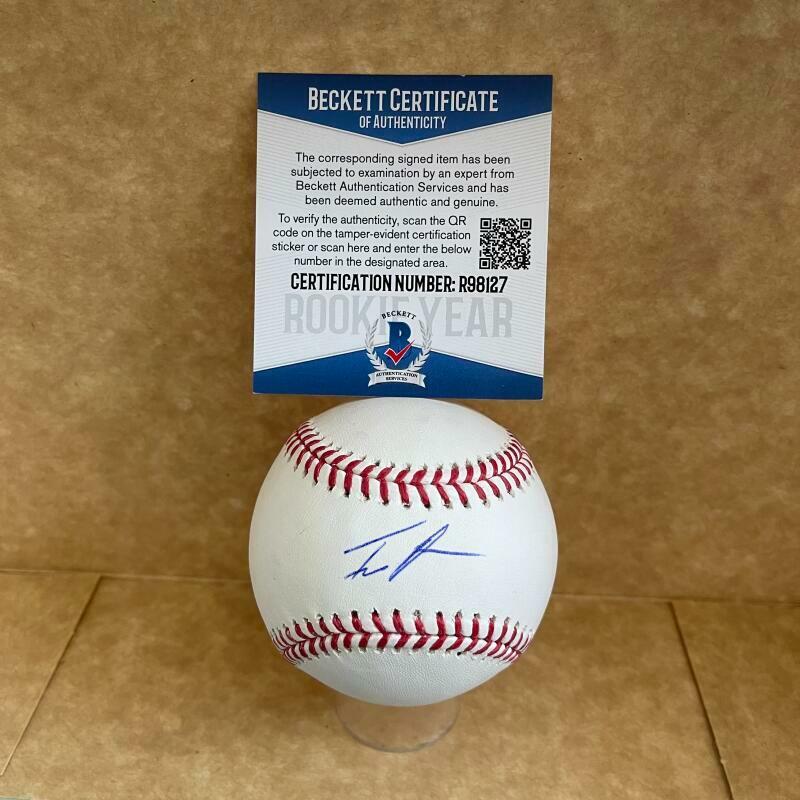 BECKETT CERTIFICATE
OF AUTHENTICITY
The corresponding signed item has been
subjected to examination by an expert from
Beckett Authentication Services and has
been deemed authentic and genuine.
To verify the authenticity, scan the QR
code on the tamper-evident certification
sticker or scan here and enter the below
number in the designated area.
CERTIFICATION NUMBER: R98127
ROOKIE YEAR
BECKETT
B
AUTHENTICATION
SERVICES